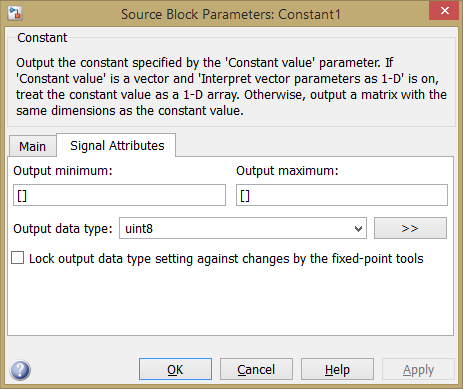 Source Block Parameters: Constant1
Constant
Output the constant specified by the 'Constant value' parameter. If
'Constant value' is a vector and 'Interpret vector parameters as 1-D' is on,
treat the constant value as a 1-D array. Otherwise, output a matrix with the
same dimensions as the constant value.
Main Signal Attributes
Output minimum: Output maximum:
[] []
Output data type: uint8 >>
Lock output data type setting against changes by the fixed-point tools
? OK Cancel Help Apply